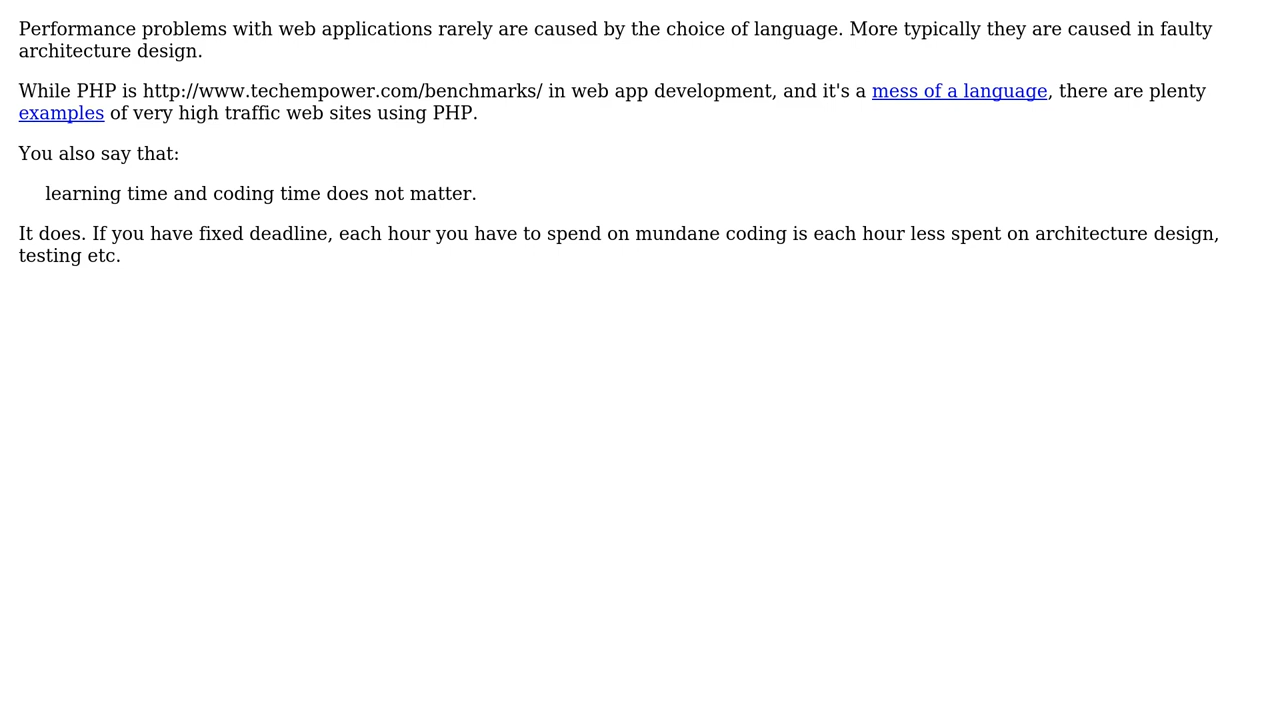 Performance problems with web applications rarely are caused by the choice of language. More typically they are caused in faulty
architecture design.
While PHP is http://www.techempower.com/benchmarks/ in web app development, and it's a mess of a language, there are plenty
examples of very high traffic web sites using PHP.
You also say that:
learning time and coding time does not matter.
It does. If you have fixed deadline, each hour you have to spend on mundane coding is each hour less spent on architecture design,
testing etc.